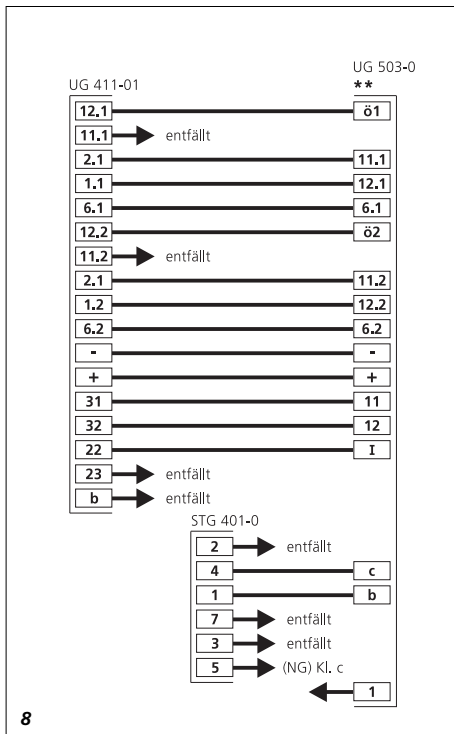 UG 503-0
UG 411-01 **
12.1 ö1
11.1 entfällt
2.1 11.1
1.1 12.1
6.1 6.1
12.2 ö2
11.2 entfällt
2.1 11.2
1.2 12.2
6.2 6.2
- -
+ +
31 11
32 12
22 I
23 entfällt
b entfällt
STG 401-0
2 entfällt
4 c
1 b
7 entfällt
3 entfällt
5 (NG) Kl. c
1
8